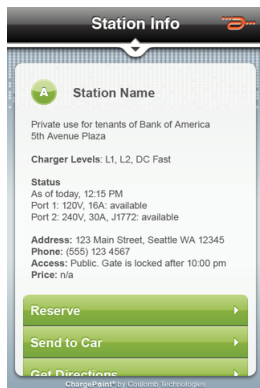 Station Info
A
Station Name
Private use for tenants of Bank of America
5th Avenue Plaza
Charger Levels: L1, L2, DC Fast
Status
As of today, 12:15 PM
Port 1: 120V, 16A: available
Port 2: 240V, 30A, J1772: available
Address: 123 Main Street, Seattle WA 12345
Phone: (555) 123 4567
Access: Public. Gate is locked after 10:00 pm
Price: n/a
Reserve
Send to Car
Get Directions
ChargePoint® by Coulomb Technologies